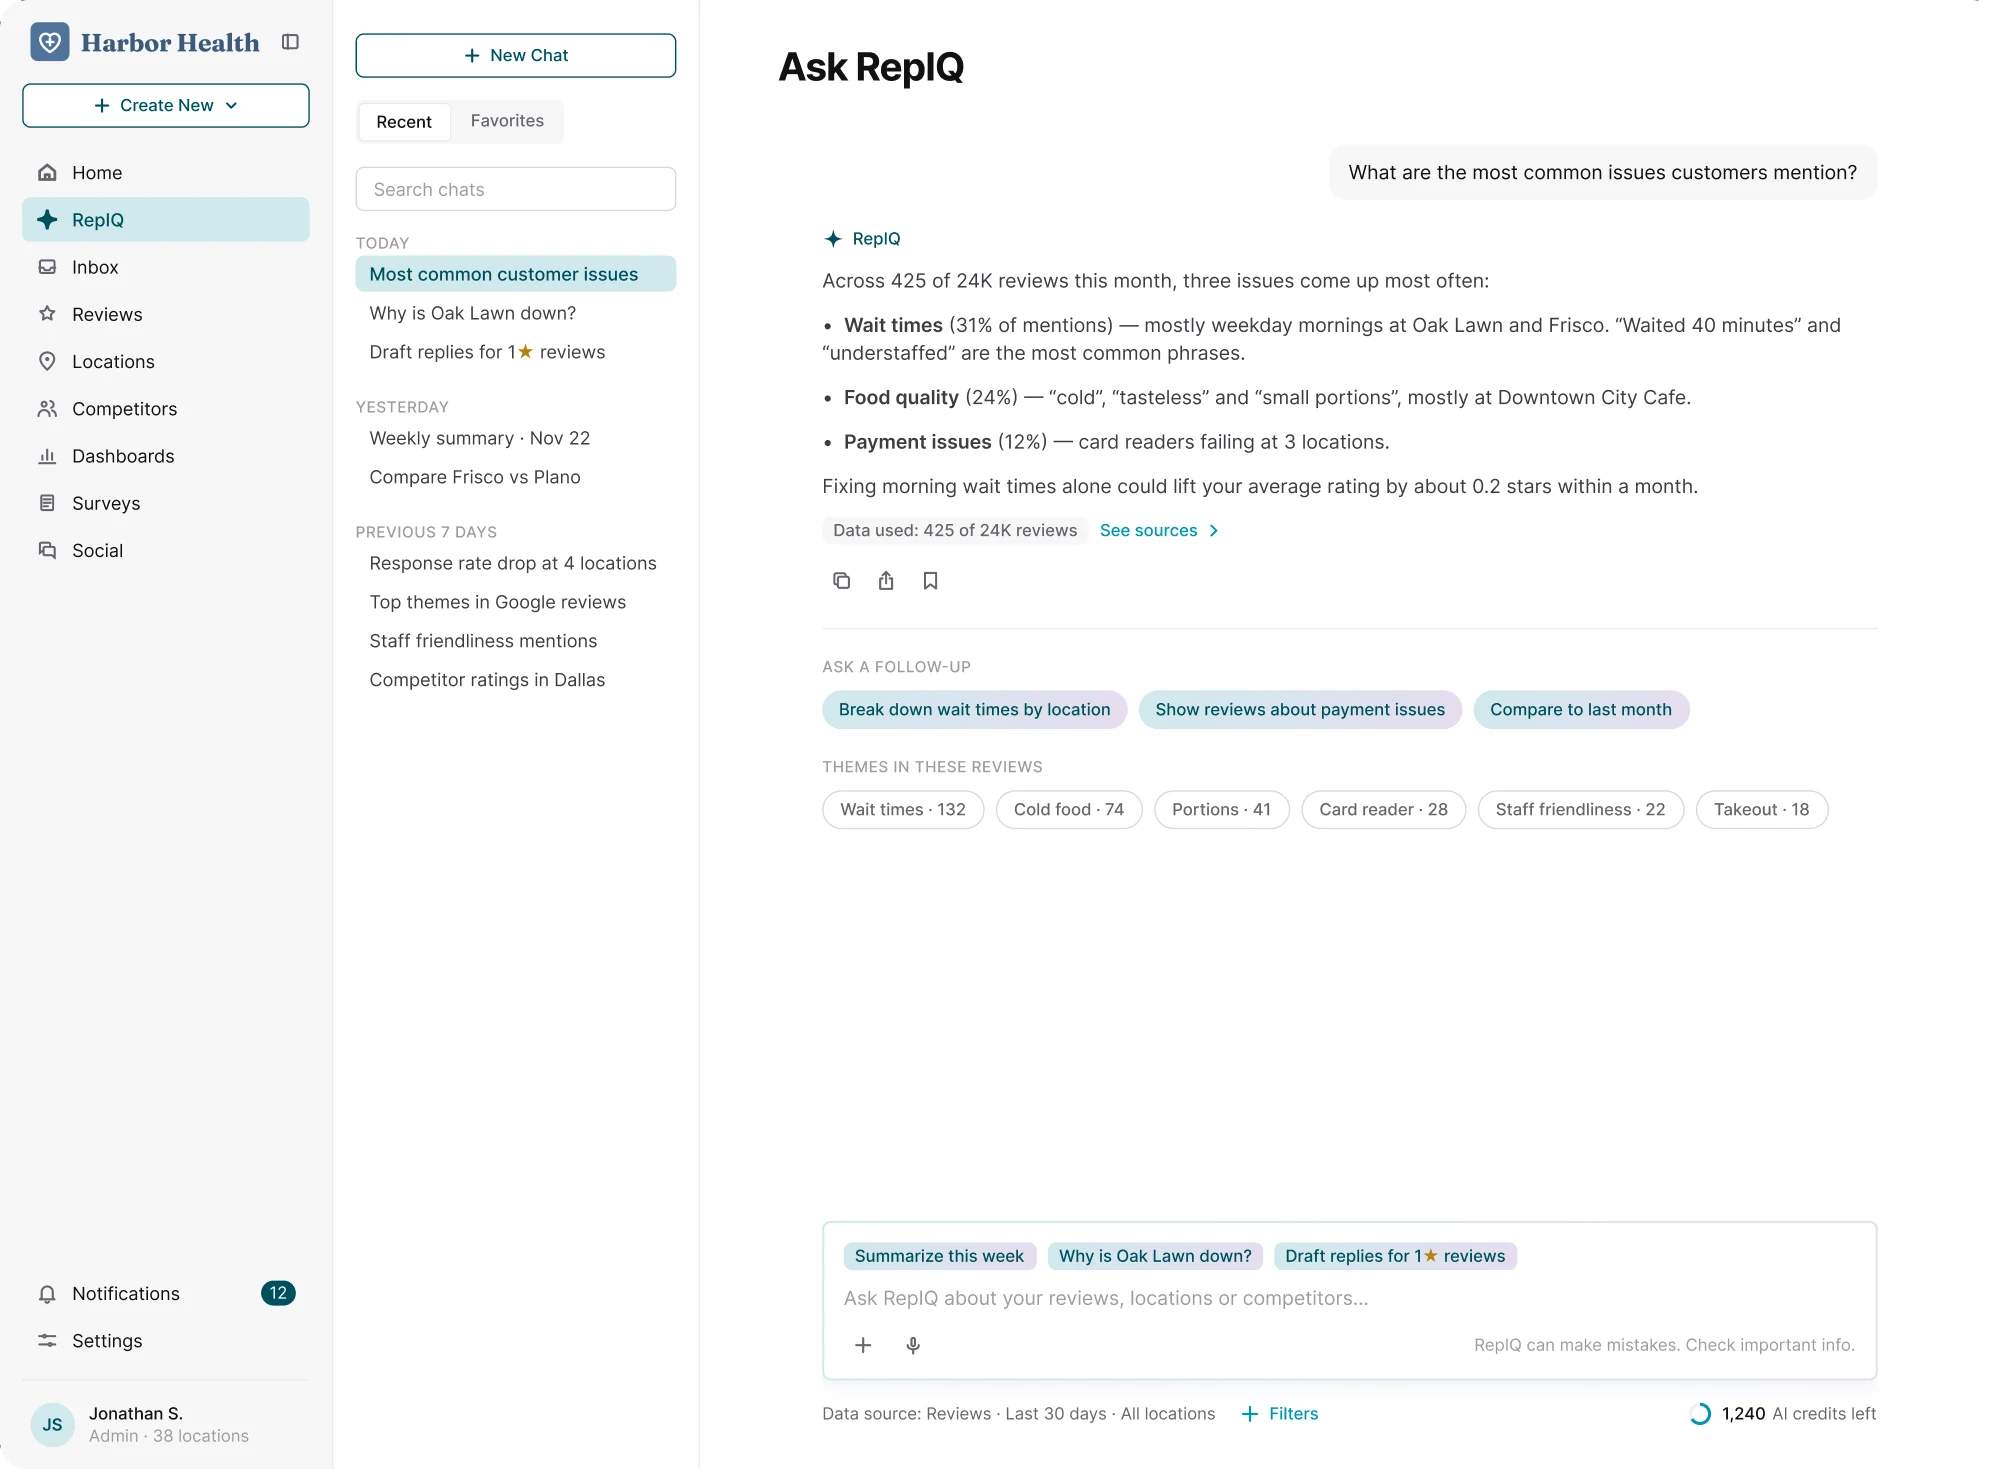 Harbor Health
Create New
Home
RepIQ
Inbox
Reviews
Locations
Competitors
Dashboards
Surveys
Social
Notifications 12
Settings
JS
Jonathan S.
Admin · 38 locations
New Chat
Recent Favorites
Search chats
TODAY
Most common customer issues
Why is Oak Lawn down?
Draft replies for 1★ reviews
YESTERDAY
Weekly summary · Nov 22
Compare Frisco vs Plano
PREVIOUS 7 DAYS
Response rate drop at 4 locations
Top themes in Google reviews
Staff friendliness mentions
Competitor ratings in Dallas
Ask RepIQ
What are the most common issues customers mention?
RepIQ
Across 425 of 24K reviews this month, three issues come up most often:
• Wait times (31% of mentions) — mostly weekday mornings at Oak Lawn and Frisco. “Waited 40 minutes” and
“understaffed” are the most common phrases.
• Food quality (24%) — “cold”, “tasteless” and “small portions”, mostly at Downtown City Cafe.
• Payment issues (12%) — card readers failing at 3 locations.
Fixing morning wait times alone could lift your average rating by about 0.2 stars within a month.
Data used: 425 of 24K reviews See sources
ASK A FOLLOW-UP
Break down wait times by location Show reviews about payment issues Compare to last month
THEMES IN THESE REVIEWS
Wait times · 132 Cold food · 74 Portions · 41 Card reader · 28 Staff friendliness · 22 Takeout · 18
Summarize this week Why is Oak Lawn down? Draft replies for 1★ reviews
Ask RepIQ about your reviews, locations or competitors...
RepIQ can make mistakes. Check important info.
Data source: Reviews · Last 30 days · All locations Filters
1,240 AI credits left